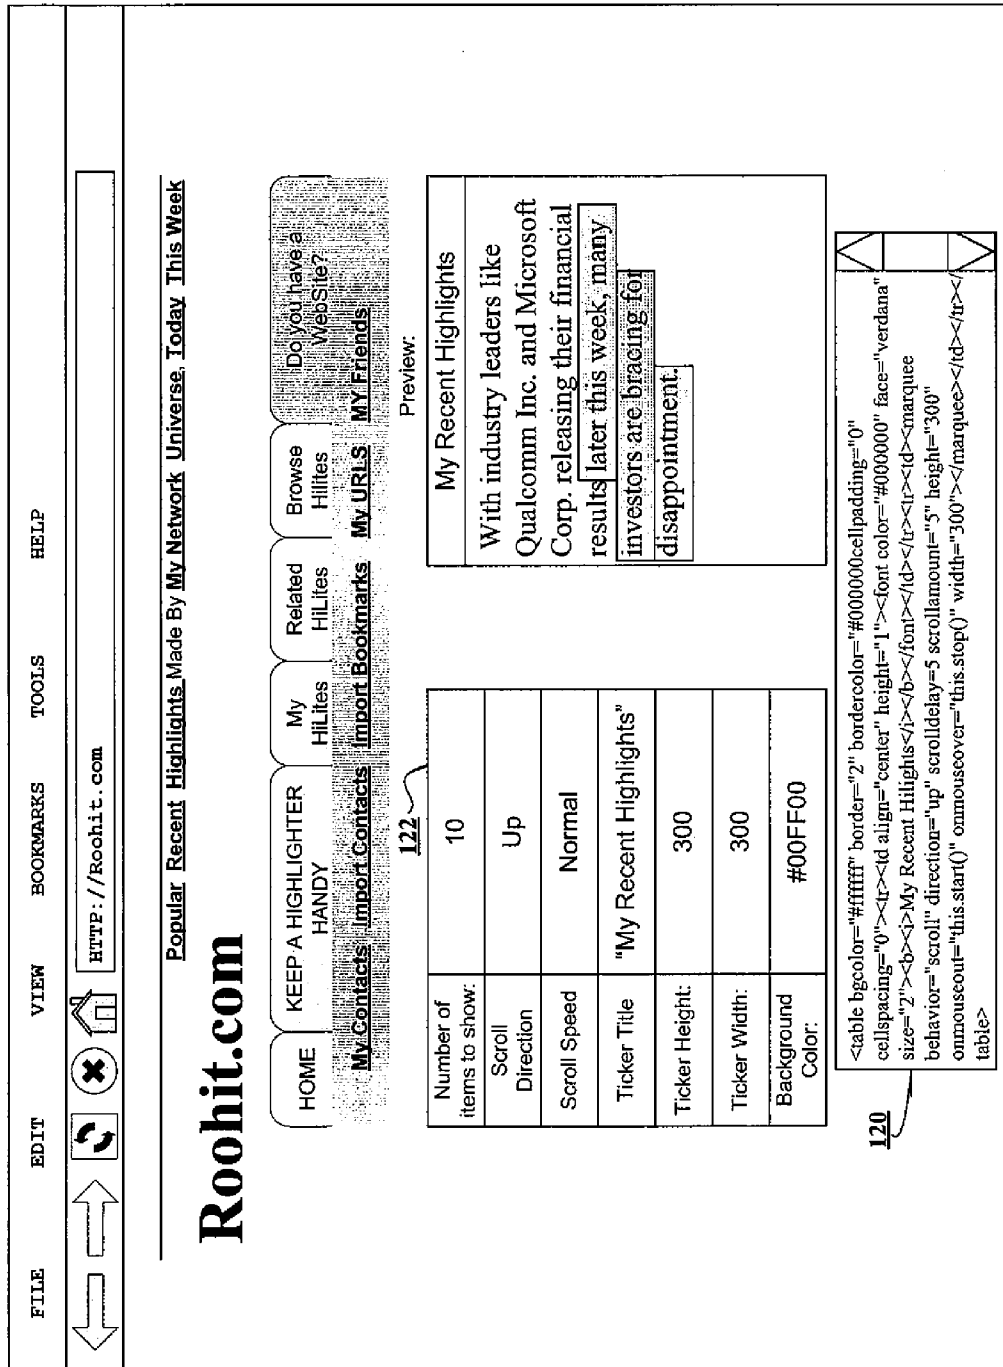 FILE EDIT VIEW BOOKMARKS TOOLS HELP
HTTP://Roohit.com
Popular Recent Highlights Made By My Network Universe, Today This Week
Roohit.com
HOME
KEEP A HIGHLIGHTER
HANDY
My
HiLites
Related
HiLites
Browse
Hilites
Do you have a
WebSite?
My Contacts Import Contacts Import Bookmarks My URLS MY Friends
122
Number of
items to show:
10
Scroll
Direction
Up
Scroll Speed
Normal
Ticker Title
"My Recent Highlights"
Ticker Height:
300
Ticker Width:
300
Background
Color:
#00FF00
Preview:
My Recent Highlights
With industry leaders like
Qualcomm Inc. and Microsoft
Corp. releasing their financial
results later this week, many
investors are bracing for
disappointment.
120
<table bgcolor="#ffffff" border="2" bordercolor="#000000cellpadding="0"
cellspacing="0"><tr><td align="center" height="1"><font color="#000000" face="verdana"
size="2"><b><i>My Recent Hilights</i></b></font></td></tr><tr><td><marquee
behavior="scroll" direction="up" scrolldelay=5 scrollamount="5" height="300"
onmouseout="this.start()" onmouseover="this.stop()" width="300"></marquee></td></tr></
table>